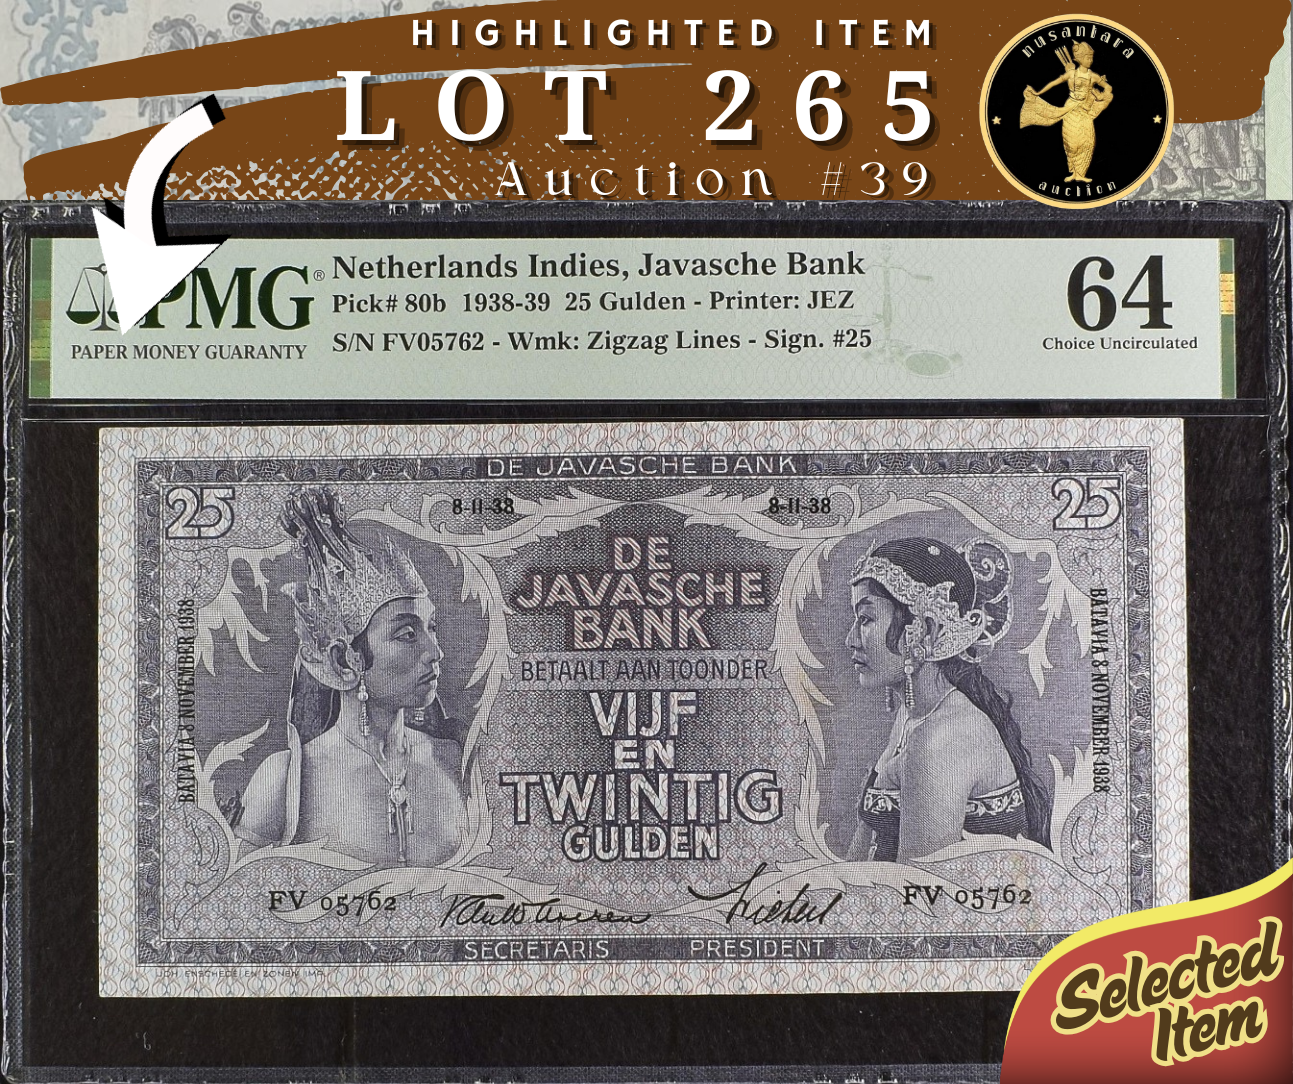 HIGHLIGHTED ITEM
LOT 265
Auction #39
nusantara
auction
PMG®
PAPER MONEY GUARANTY
Netherlands Indies, Javasche Bank
Pick# 80b 1938-39 25 Gulden - Printer: JEZ
S/N FV05762 - Wmk: Zigzag Lines - Sign. #25
64
Choice Uncirculated
DE JAVASCHE BANK
25
8-11-38
8-11-38
25
DE
JAVASCHE
BANK
BETAALT AAN TOONDER
VIJF
EN
TWINTIG
GULDEN
BATAVIA 8 NOVEMBER 1938
BATAVIA 8 NOVEMBER 1938
FV 05762
FV 05762
SECRETARIS
PRESIDENT
JOH. ENSCHEDE EN ZONEN IMP.
Selected
Item